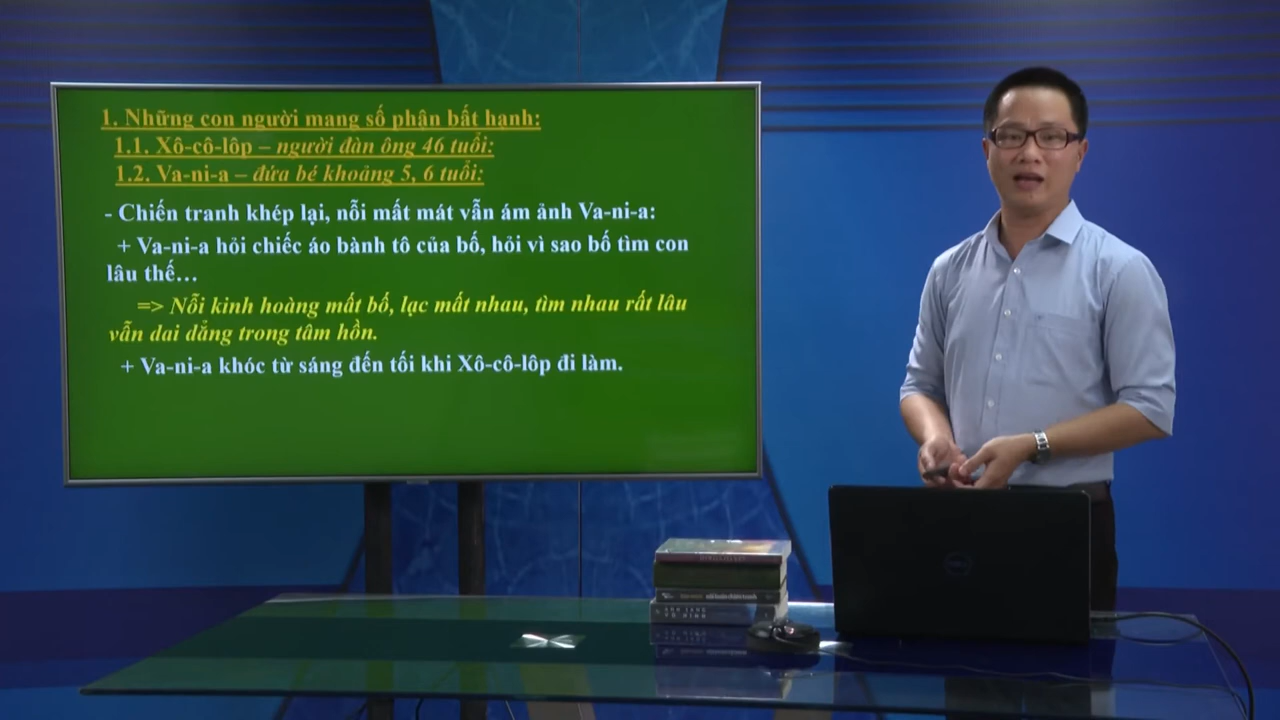 1. Những con người mang số phận bất hạnh:
1.1. Xô-cô-lôp – người đàn ông 46 tuổi:
1.2. Va-ni-a – đứa bé khoảng 5, 6 tuổi:
- Chiến tranh khép lại, nỗi mất mát vẫn ám ảnh Va-ni-a:
+ Va-ni-a hỏi chiếc áo bành tô của bố, hỏi vì sao bố tìm con
lâu thế…
=> Nỗi kinh hoàng mất bố, lạc mất nhau, tìm nhau rất lâu
vẫn dai dẳng trong tâm hồn.
+ Va-ni-a khóc từ sáng đến tối khi Xô-cô-lôp đi làm.
DELL